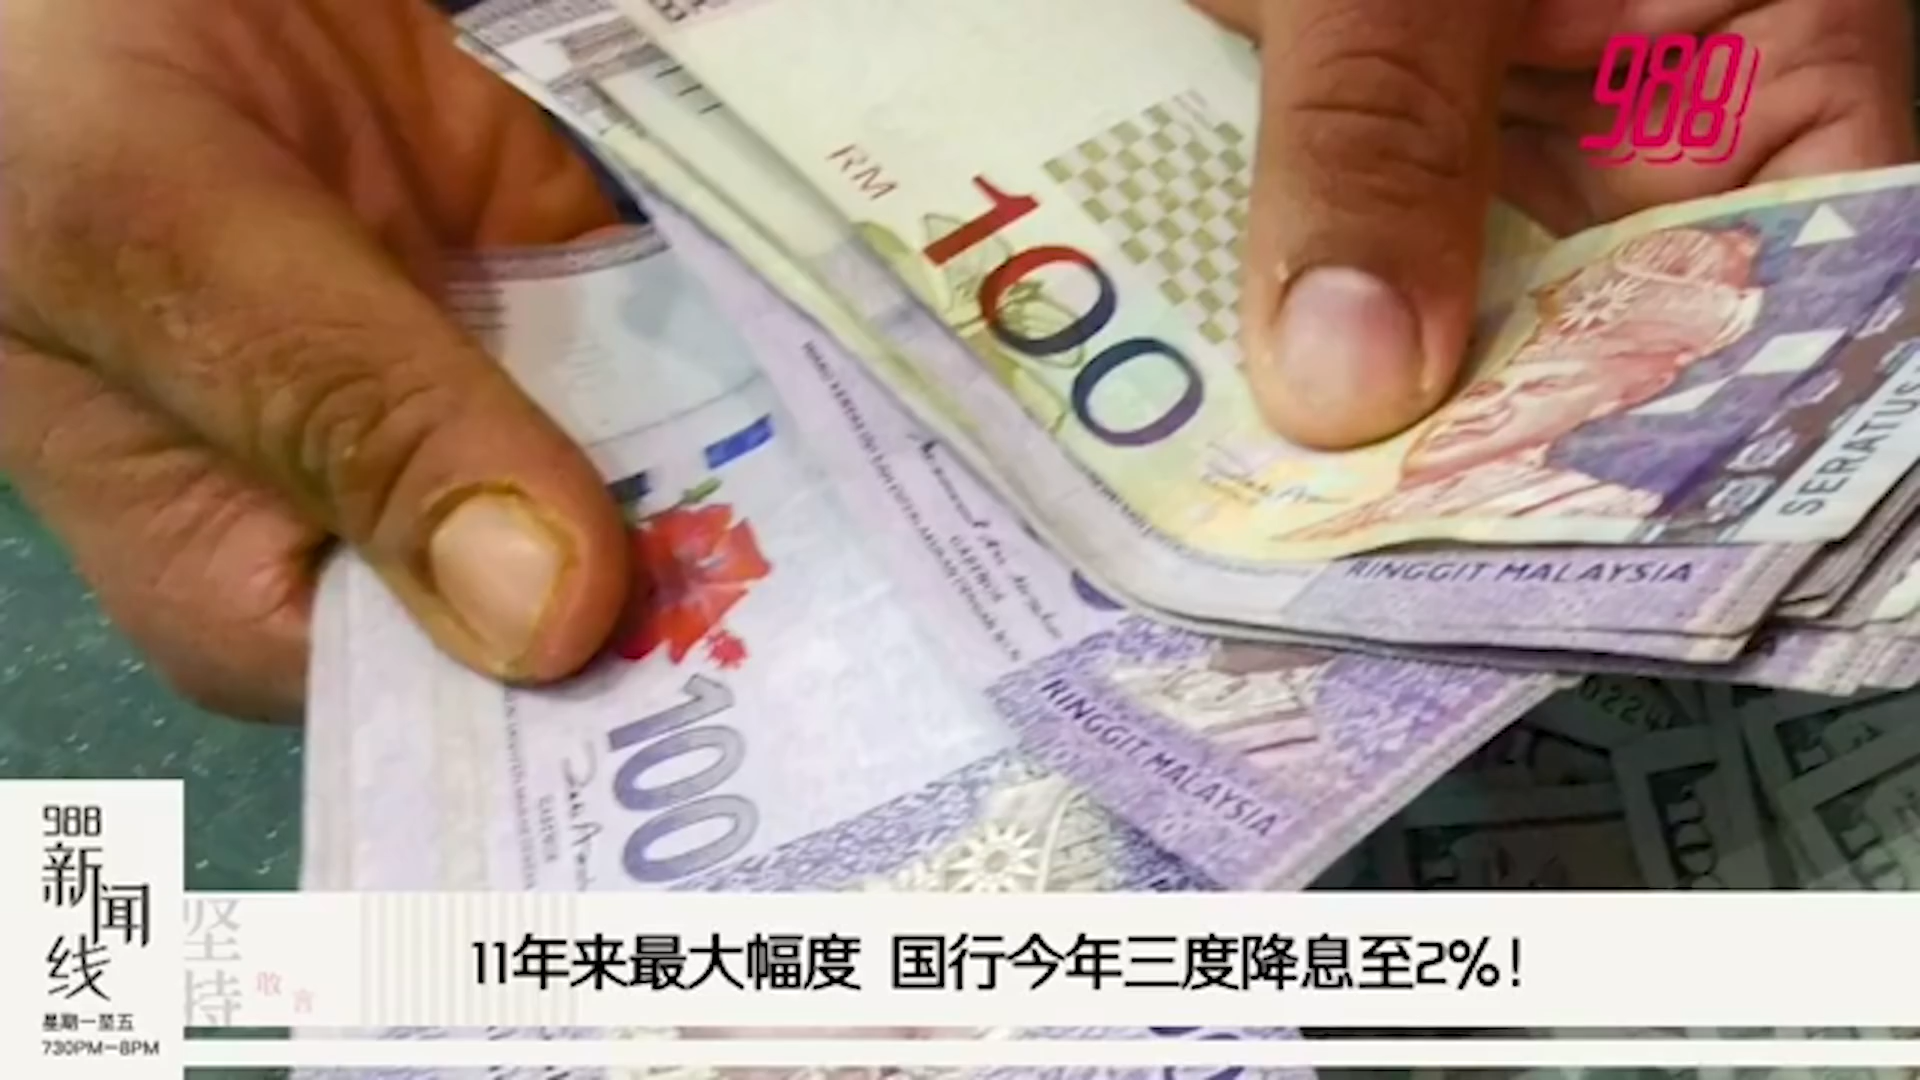 988
RM
100
SERATUS
RINGGIT MALAYSIA
RINGGIT MALAYSIA
100
988
新闻线
星期一至五
730PM-8PM
坚持
敢言
11年来最大幅度 国行今年三度降息至2%!